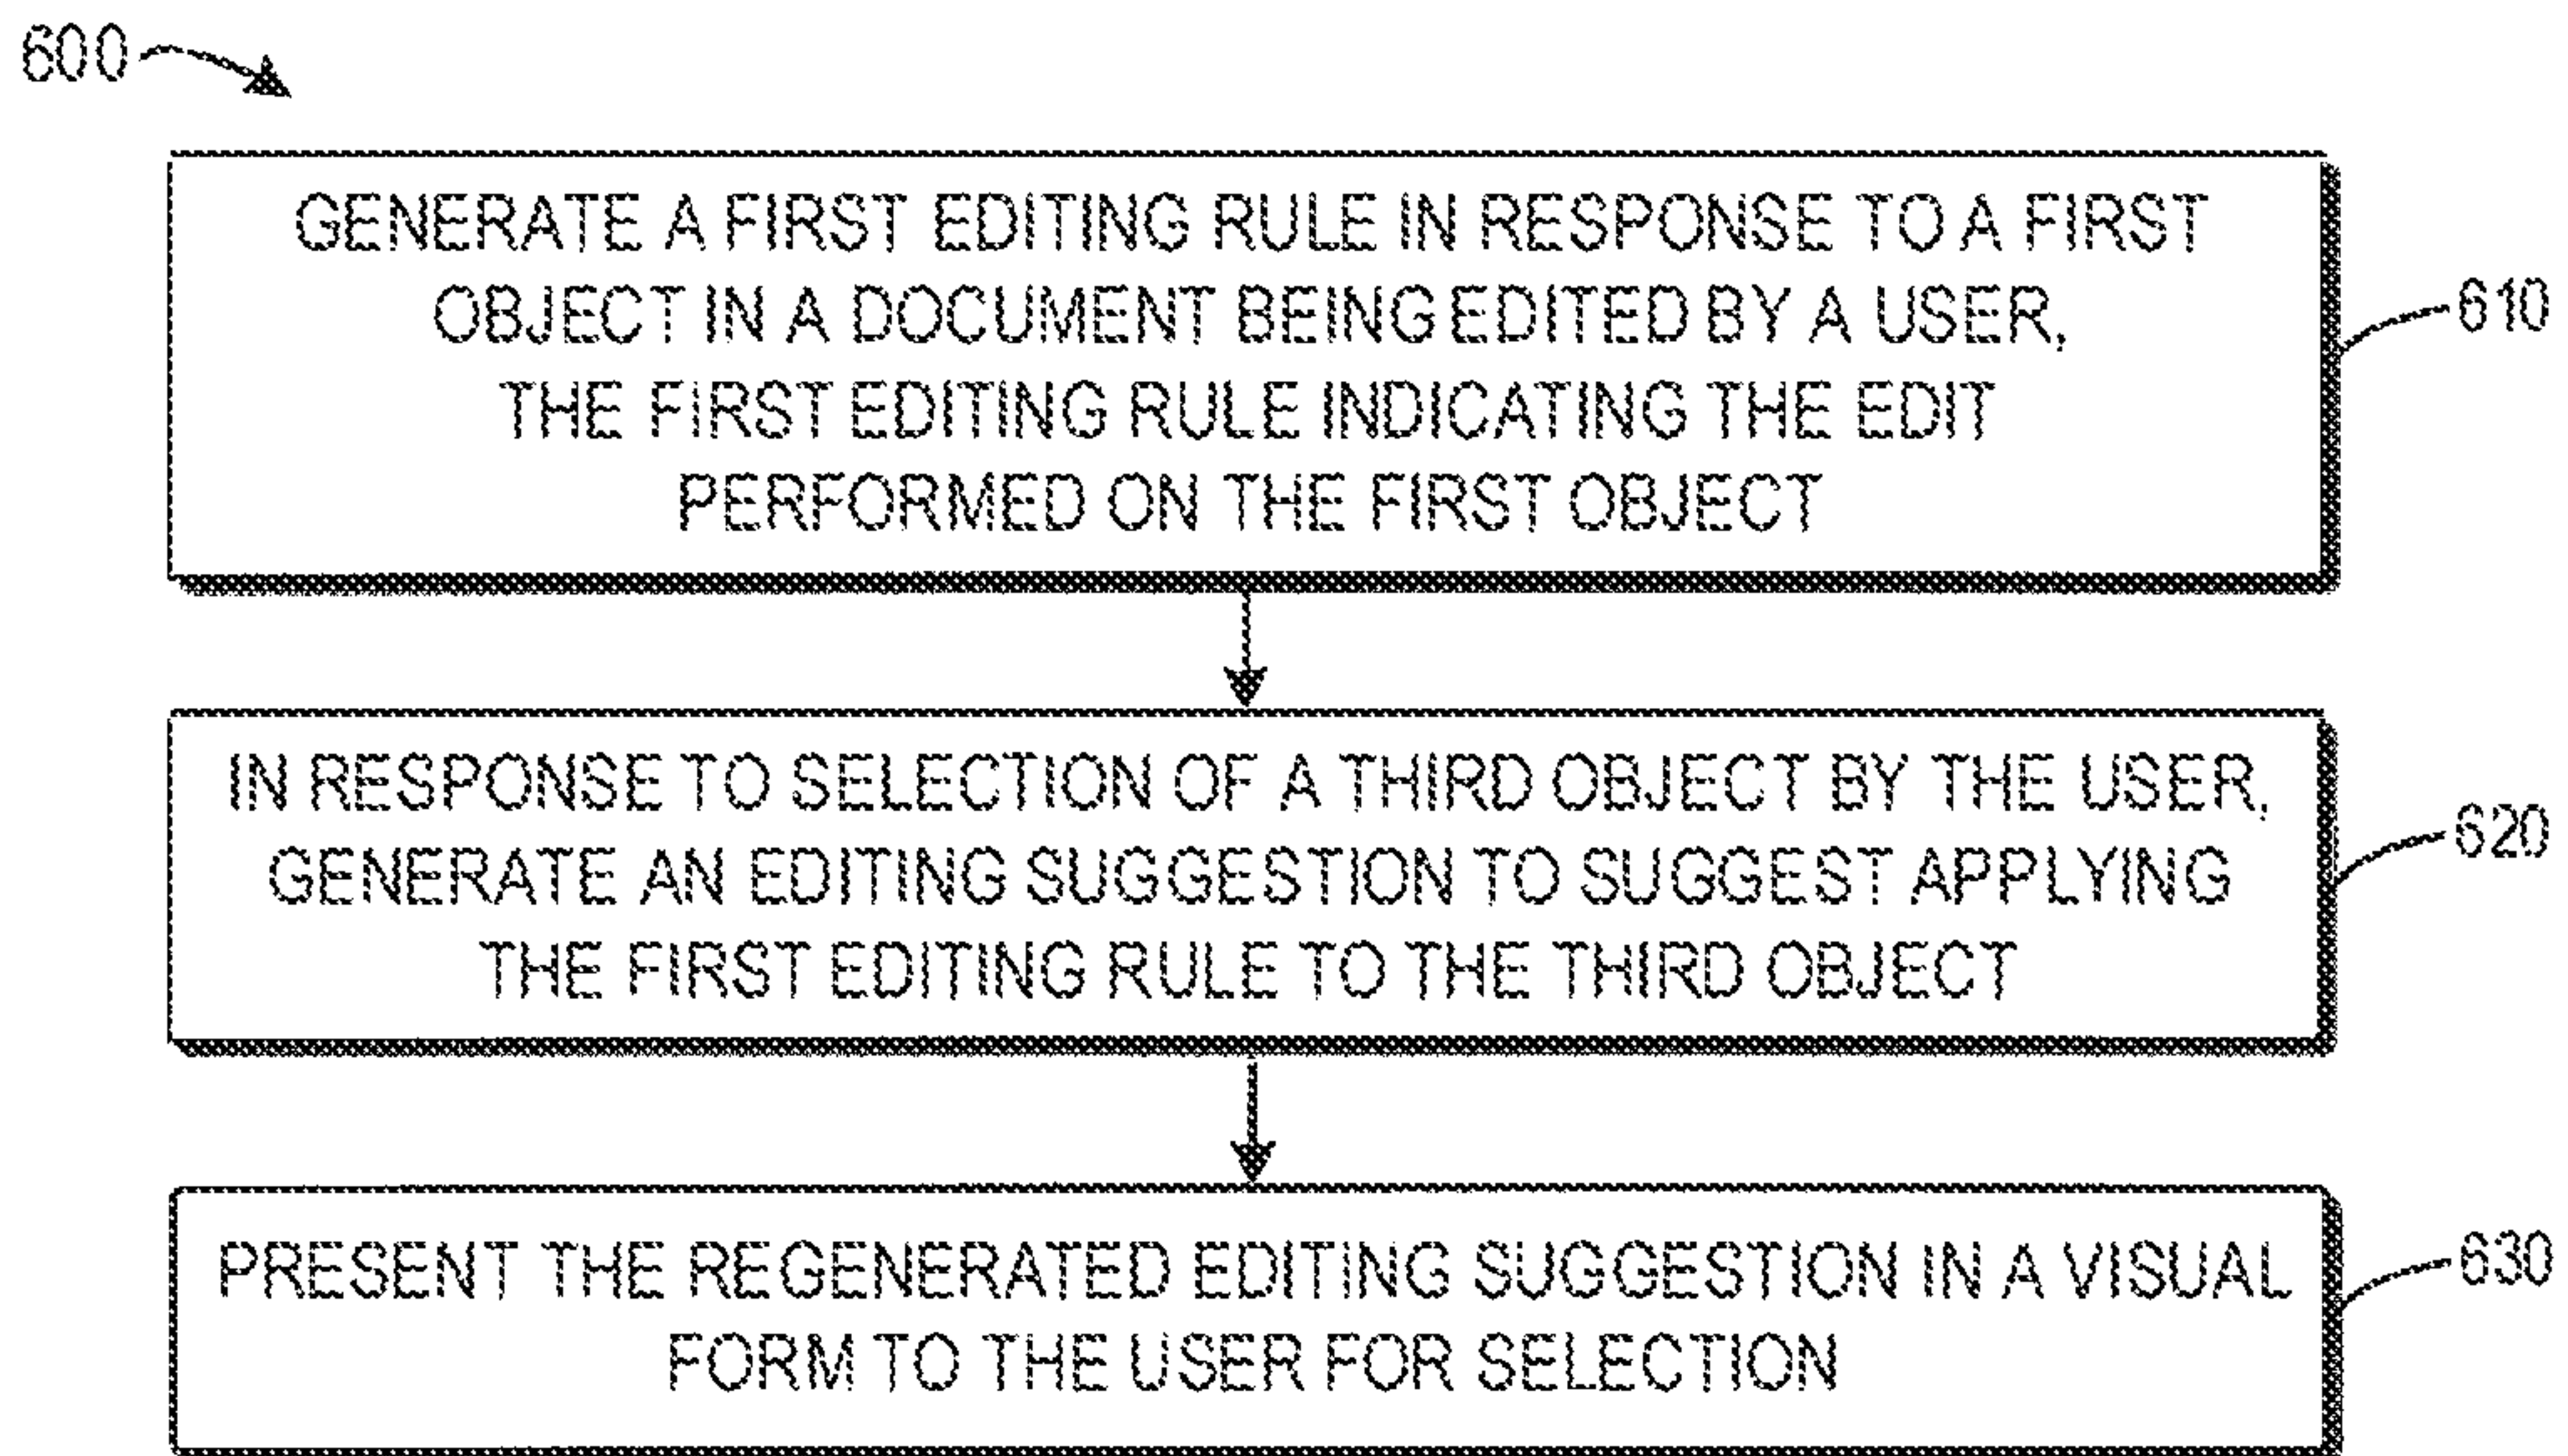 600
GENERATE A FIRST EDITING RULE IN RESPONSE TO A FIRST
OBJECT IN A DOCUMENT BEING EDITED BY A USER,
THE FIRST EDITING RULE INDICATING THE EDIT
PERFORMED ON THE FIRST OBJECT
610
IN RESPONSE TO SELECTION OF A THIRD OBJECT BY THE USER,
GENERATE AN EDITING SUGGESTION TO SUGGEST APPLYING
THE FIRST EDITING RULE TO THE THIRD OBJECT
620
PRESENT THE REGENERATED EDITING SUGGESTION IN A VISUAL
FORM TO THE USER FOR SELECTION
630